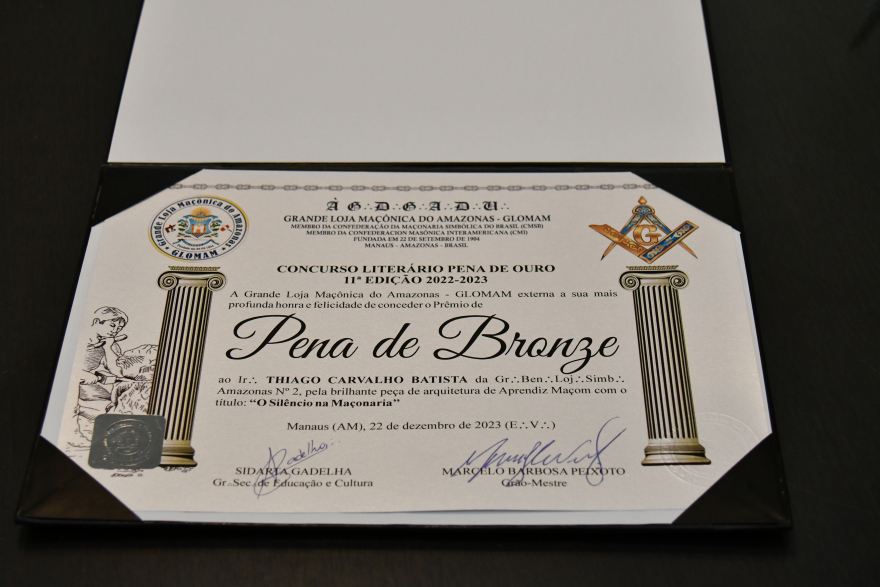 Grande Loja Maçônica do Amazonas
GLOMAM
À G∴D∴G∴A∴D∴U∴
GRANDE LOJA MAÇÔNICA DO AMAZONAS - GLOMAM
MEMBRO DA CONFEDERAÇÃO DA MAÇONARIA SIMBÓLICA DO BRASIL (CMSB)
MEMBRO DA CONFEDERACION MASÓNICA INTERAMERICANA (CMI)
FUNDADA EM 22 DE SETEMBRO DE 1904
MANAUS - AMAZONAS - BRASIL
G
CONCURSO LITERÁRIO PENA DE OURO
11ª EDIÇÃO 2022-2023
A Grande Loja Maçônica do Amazonas - GLOMAM externa a sua mais
profunda honra e felicidade de conceder o Prêmio de
Pena de Bronze
ao Ir∴ THIAGO CARVALHO BATISTA da Gr∴Ben∴Loj∴Simb∴
Amazonas Nº 2, pela brilhante peça de arquitetura de Aprendiz Maçom com o
título: “O Silêncio na Maçonaria”
Manaus (AM), 22 de dezembro de 2023 (E∴V∴)
SIDARTA GADELHA
Gr∴Sec∴de Educação e Cultura
MARCELO BARBOSA PEIXOTO
Grão-Mestre